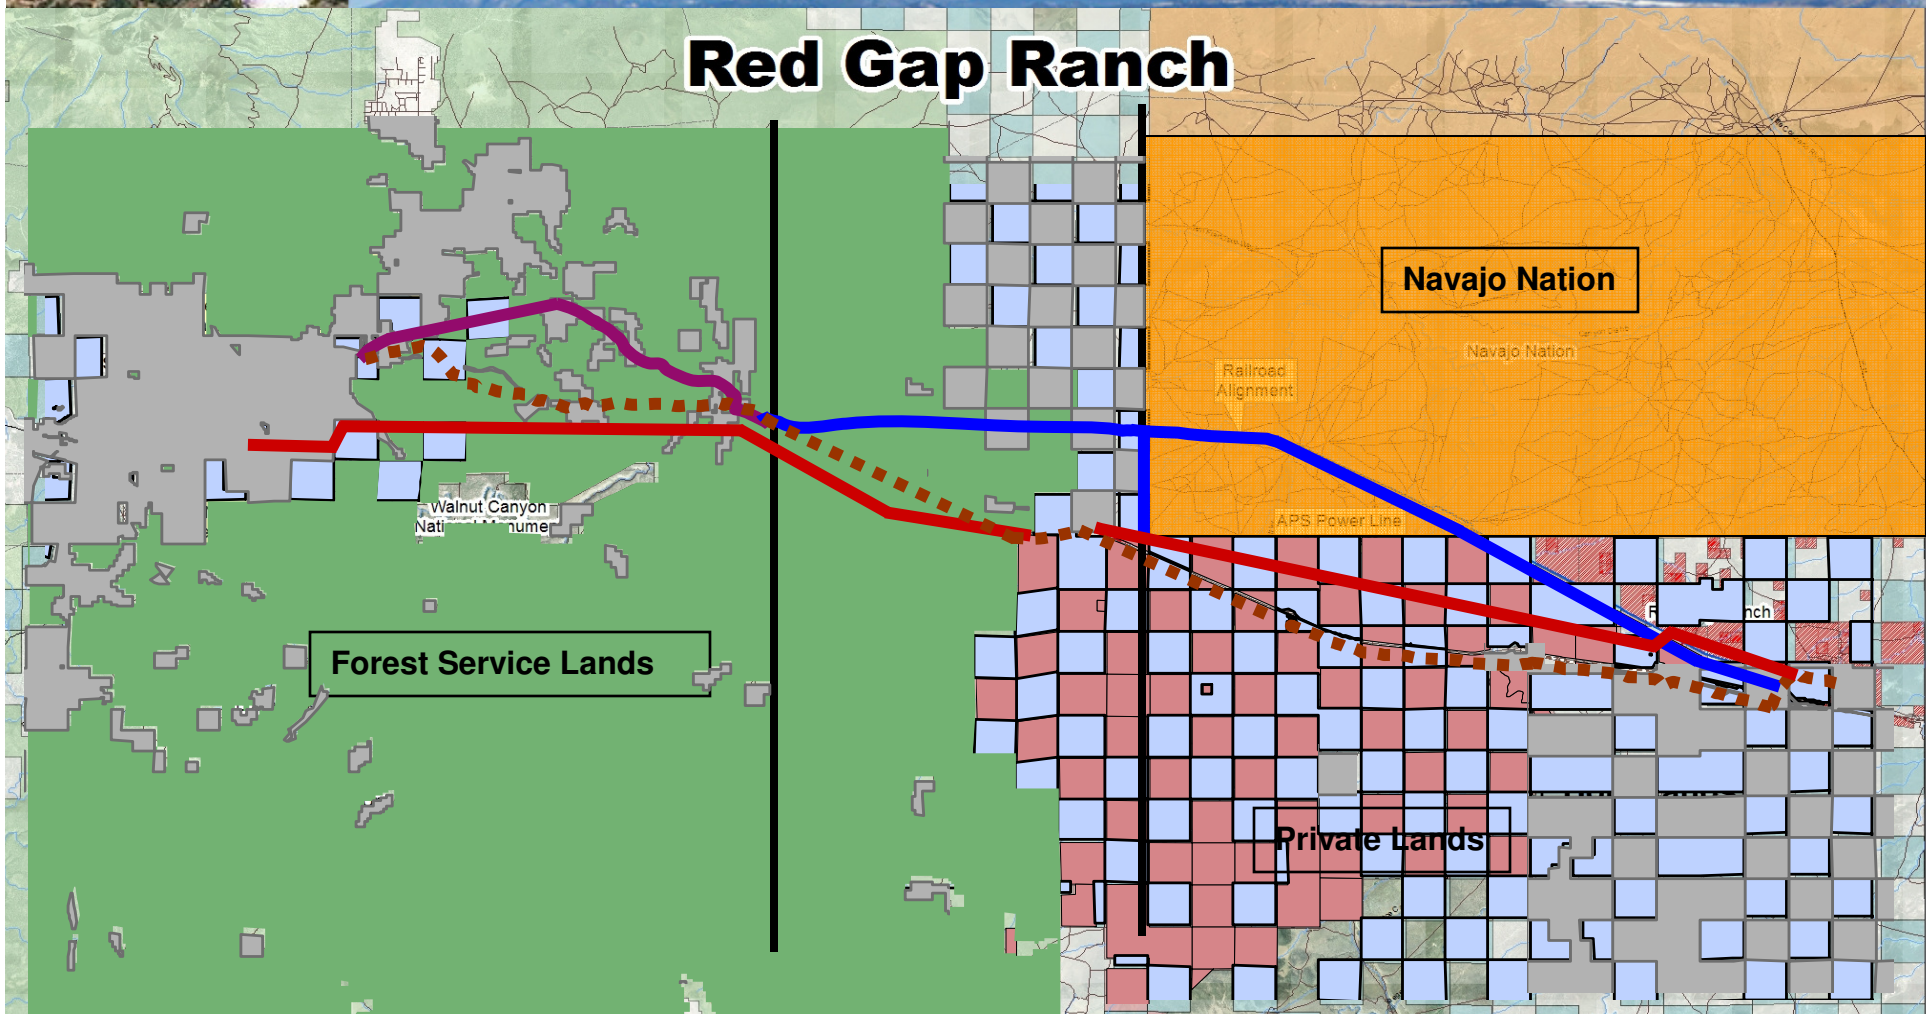 Red Gap Ranch
Navajo Nation
Navajo Nation
Railroad
Alignment
APS Power Line
Walnut Canyon
Forest Service Lands
Private Lands